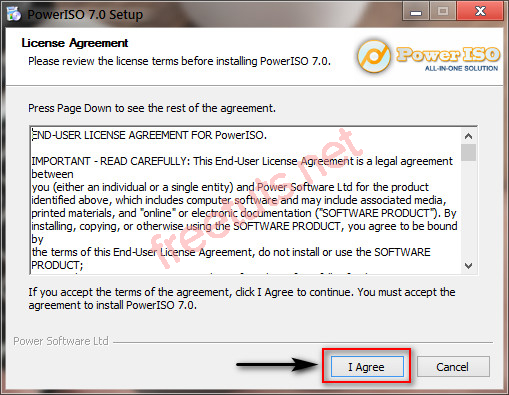 PowerISO 7.0 Setup
License Agreement
Please review the license terms before installing PowerISO 7.0.
Power ISO
ALL-IN-ONE SOLUTION
Press Page Down to see the rest of the agreement.
END-USER LICENSE AGREEMENT FOR PowerISO.
IMPORTANT - READ CAREFULLY: This End-User License Agreement is a legal agreement
between
you (either an individual or a single entity) and Power Software Ltd for the product
identified above, which includes computer software and may include associated media,
printed materials, and "online" or electronic documentation ("SOFTWARE PRODUCT"). By
installing, copying, or otherwise using the SOFTWARE PRODUCT, you agree to be bound
by
the terms of this End-User License Agreement, do not install or use the SOFTWARE
PRODUCT;
freetuts.net
If you accept the terms of the agreement, click I Agree to continue. You must accept the
agreement to install PowerISO 7.0.
Power Software Ltd
I Agree
Cancel